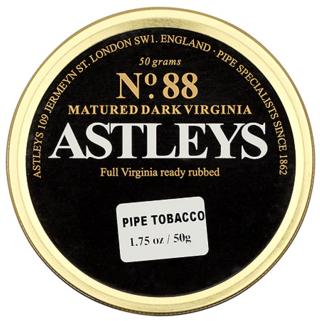 ASTLEYS 109 JERMEYN ST. LONDON SW1. ENGLAND · PIPE SPECIALISTS SINCE 1862
50 grams
No. 88
MATURED DARK VIRGINIA
ASTLEYS
Full Virginia ready rubbed
PIPE TOBACCO
1.75 oz / 50g